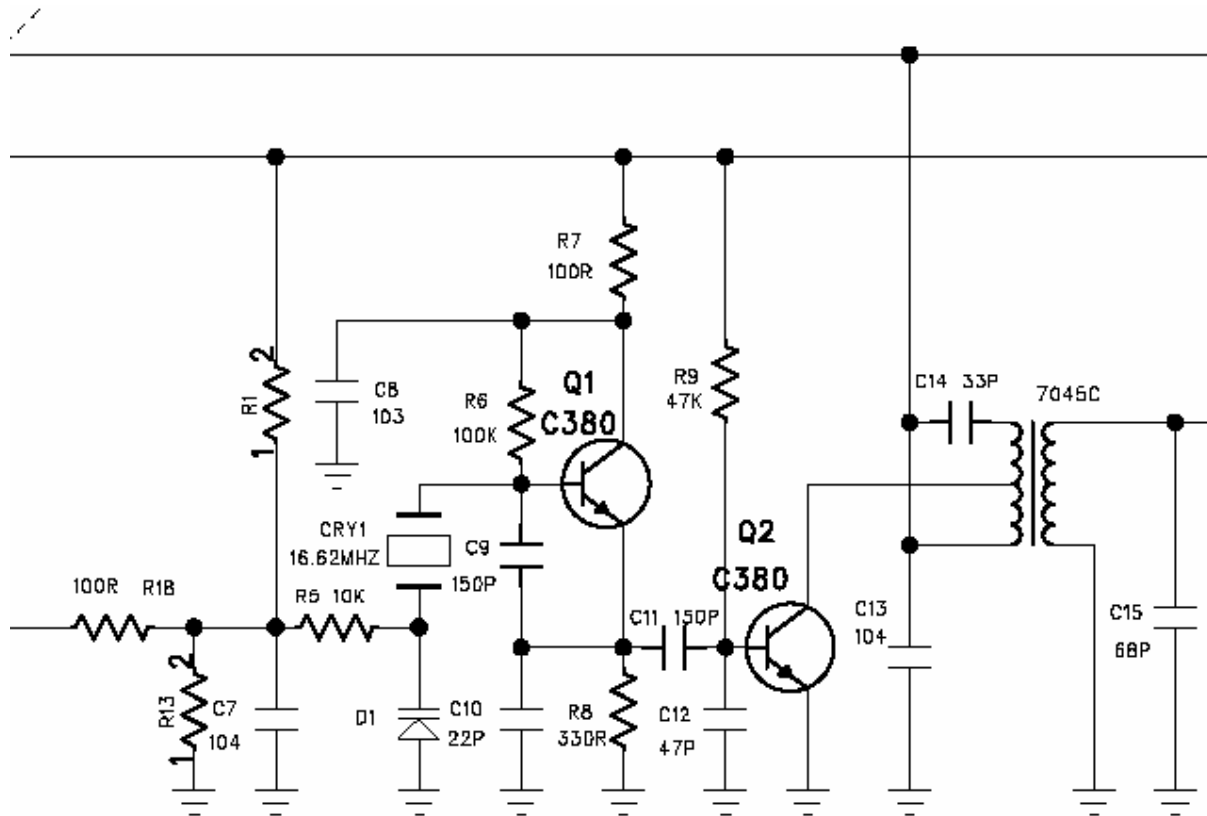 R7
100R
2
R1
1
C8
103
R6
100K
Q1
C380
R9
47K
C14 33P
7045C
CRY1
16.62MHZ
C9
150P
Q2
C380
100R R18
R5 10K
C11 150P
C13
104
C15
68P
2
R13
1
C7
104
D1
C10
22P
R8
330R
C12
47P